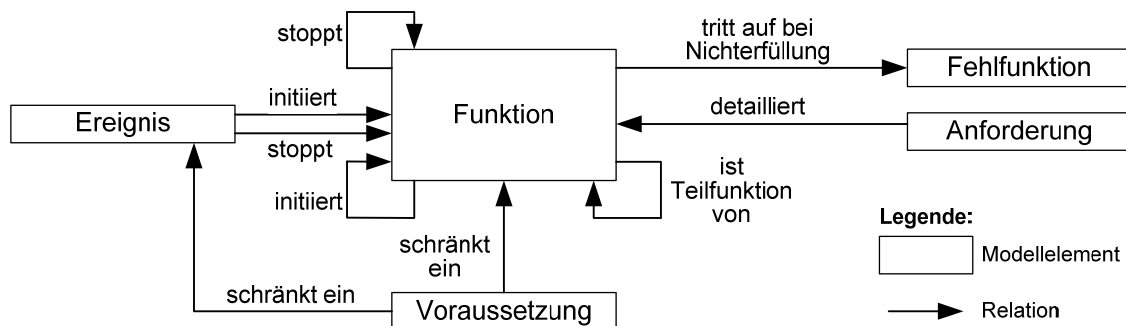 stoppt
tritt auf bei
Nichterfüllung
Fehlfunktion
initiiert
Ereignis
Funktion
detailliert
Anforderung
stoppt
initiiert
ist
Teilfunktion
von
schränkt
ein
Legende:
Modellelement
schränkt ein
Voraussetzung
Relation